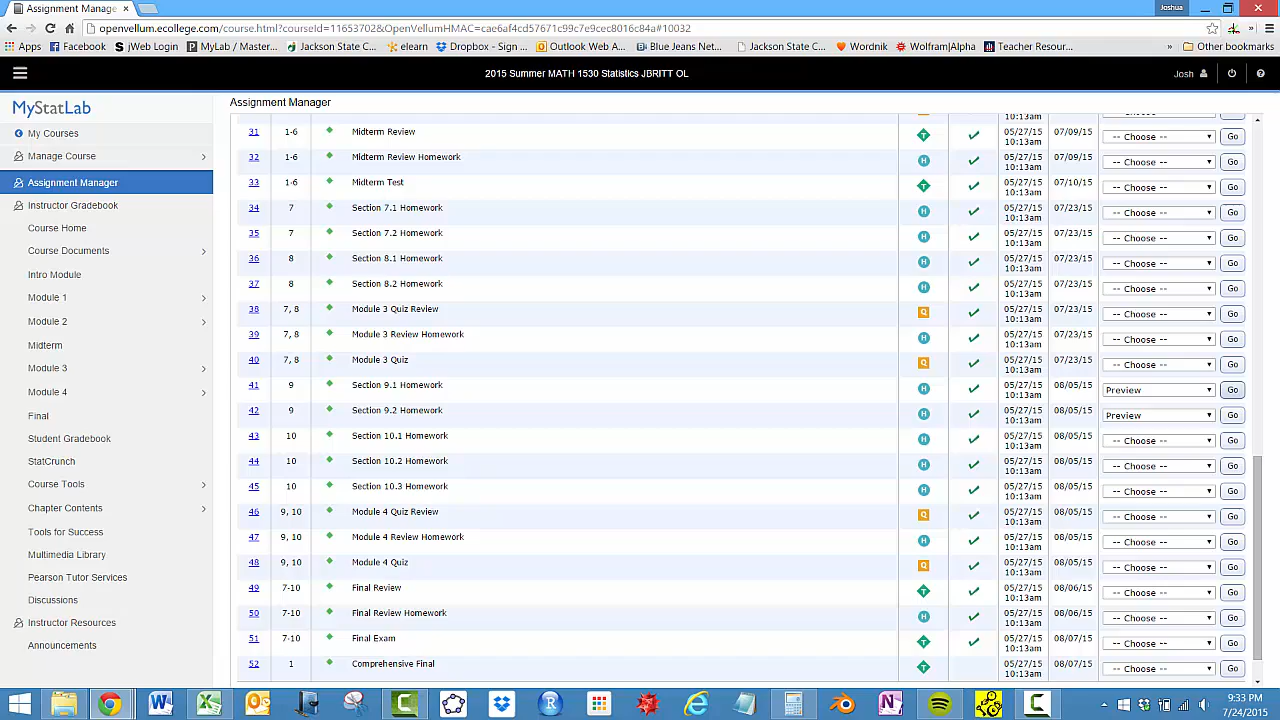 Assignment Manage
Joshua
openvellum.ecollege.com/course.html?courseId=11653702&OpenVellumHMAC=cae6af4cd57671c99c7e9cec8016c84a#10032
Apps Facebook jWeb Login MyLab / Master... Jackson State C... elearn Dropbox - Sign ... Outlook Web A... Blue Jeans Net... Jackson State C... Wordnik Wolfram|Alpha Teacher Resour... » Other bookmarks
2015 Summer MATH 1530 Statistics JBRITT OL
Josh
MyStatLab
My Courses
Manage Course
Assignment Manager
Instructor Gradebook
Course Home
Course Documents
Intro Module
Module 1
Module 2
Midterm
Module 3
Module 4
Final
Student Gradebook
StatCrunch
Course Tools
Chapter Contents
Tools for Success
Multimedia Library
Pearson Tutor Services
Discussions
Instructor Resources
Announcements
Assignment Manager
10:13am
31 1-6 Midterm Review T 05/27/15 10:13am 07/09/15 -- Choose -- Go
32 1-6 Midterm Review Homework H 05/27/15 10:13am 07/09/15 -- Choose -- Go
33 1-6 Midterm Test T 05/27/15 10:13am 07/10/15 -- Choose -- Go
34 7 Section 7.1 Homework H 05/27/15 10:13am 07/23/15 -- Choose -- Go
35 7 Section 7.2 Homework H 05/27/15 10:13am 07/23/15 -- Choose -- Go
36 8 Section 8.1 Homework H 05/27/15 10:13am 07/23/15 -- Choose -- Go
37 8 Section 8.2 Homework H 05/27/15 10:13am 07/23/15 -- Choose -- Go
38 7, 8 Module 3 Quiz Review Q 05/27/15 10:13am 07/23/15 -- Choose -- Go
39 7, 8 Module 3 Review Homework H 05/27/15 10:13am 07/23/15 -- Choose -- Go
40 7, 8 Module 3 Quiz Q 05/27/15 10:13am 07/23/15 -- Choose -- Go
41 9 Section 9.1 Homework H 05/27/15 10:13am 08/05/15 Preview Go
42 9 Section 9.2 Homework H 05/27/15 10:13am 08/05/15 Preview Go
43 10 Section 10.1 Homework H 05/27/15 10:13am 08/05/15 -- Choose -- Go
44 10 Section 10.2 Homework H 05/27/15 10:13am 08/05/15 -- Choose -- Go
45 10 Section 10.3 Homework H 05/27/15 10:13am 08/05/15 -- Choose -- Go
46 9, 10 Module 4 Quiz Review Q 05/27/15 10:13am 08/05/15 -- Choose -- Go
47 9, 10 Module 4 Review Homework H 05/27/15 10:13am 08/05/15 -- Choose -- Go
48 9, 10 Module 4 Quiz Q 05/27/15 10:13am 08/05/15 -- Choose -- Go
49 7-10 Final Review T 05/27/15 10:13am 08/06/15 -- Choose -- Go
50 7-10 Final Review Homework H 05/27/15 10:13am 08/06/15 -- Choose -- Go
51 7-10 Final Exam T 05/27/15 10:13am 08/07/15 -- Choose -- Go
52 1 Comprehensive Final T 05/27/15 10:13am 08/07/15 -- Choose -- Go
9:33 PM
7/24/2015